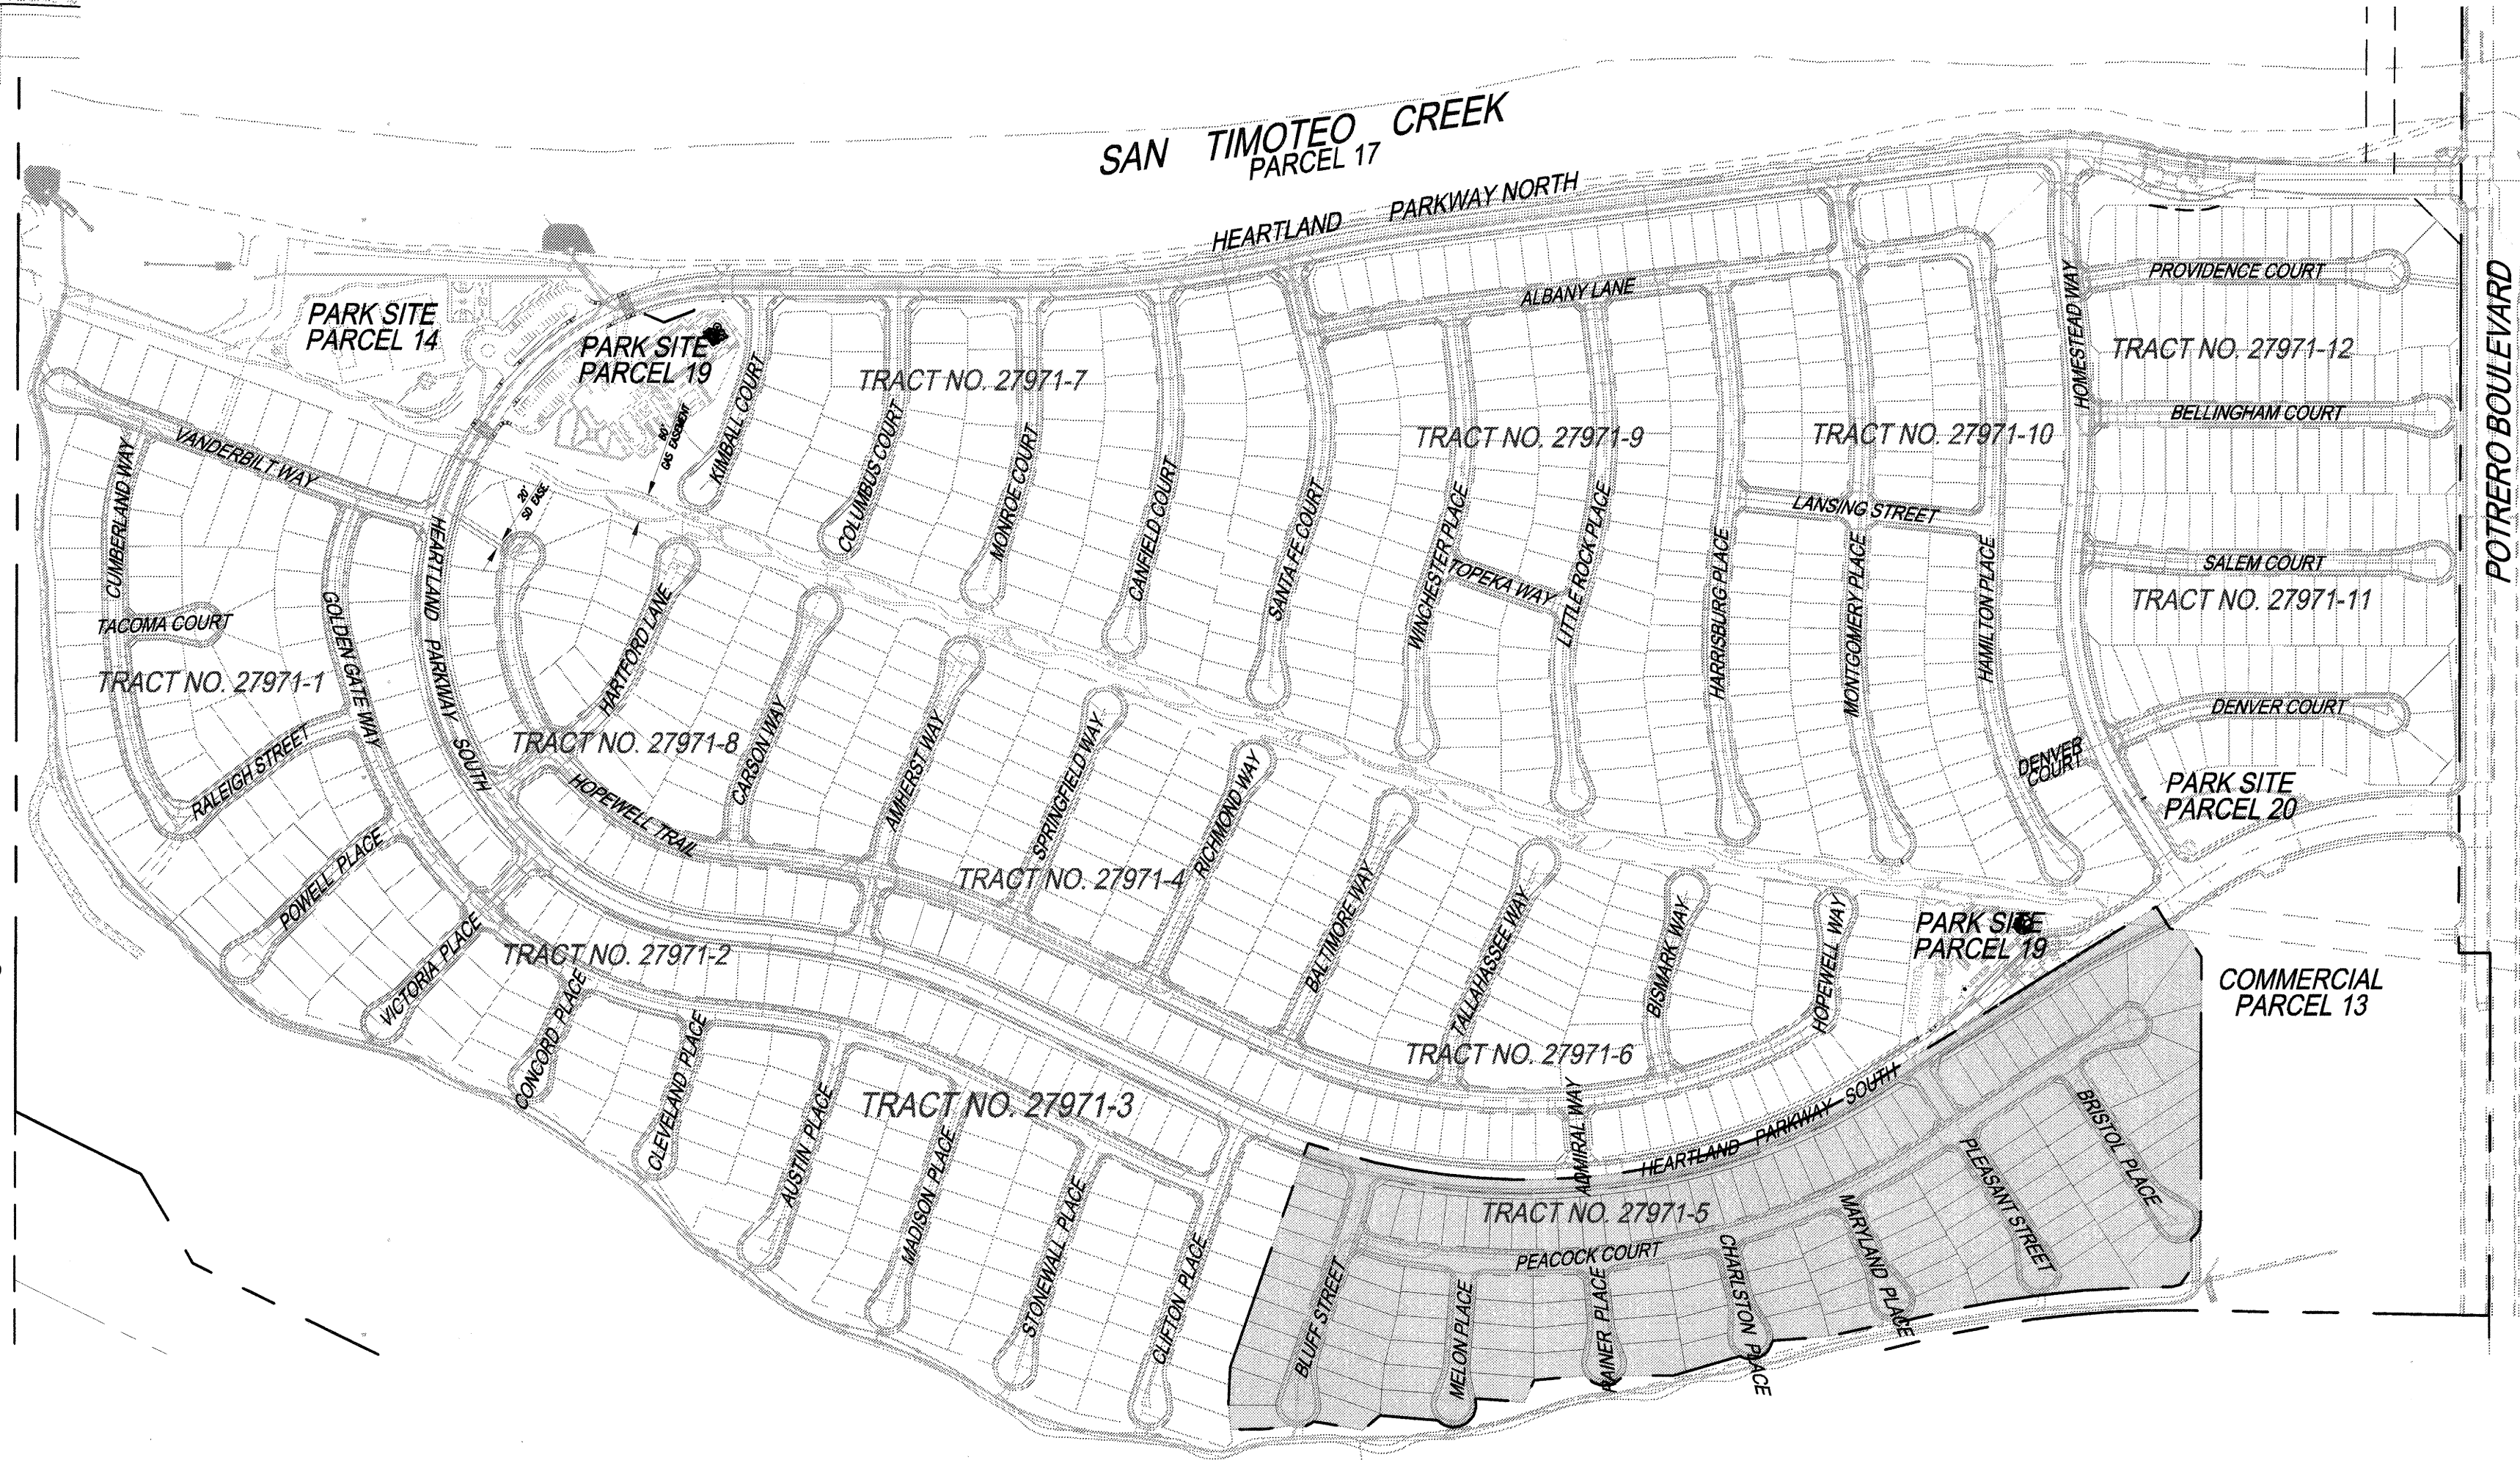 SAN TIMOTEO CREEK
PARCEL 17
HEARTLAND PARKWAY NORTH
PARK SITE
PARCEL 14
PARK SITE
PARCEL 19
60'
GAS EASEMENT
20'
SD EASE.
KIMBALL COURT
COLUMBUS COURT
TRACT NO. 27971-7
MONROE COURT
CANFIELD COURT
SANTA FE COURT
ALBANY LANE
TRACT NO. 27971-9
WINCHESTER PLACE
TOPEKA WAY
LITTLE ROCK PLACE
HARRISBURG PLACE
TRACT NO. 27971-10
LANSING STREET
MONTGOMERY PLACE
HAMILTON PLACE
HOMESTEAD WAY
PROVIDENCE COURT
TRACT NO. 27971-12
BELLINGHAM COURT
SALEM COURT
TRACT NO. 27971-11
DENVER COURT
DENVER
COURT
POTRERO BOULEVARD
PARK SITE
PARCEL 20
VANDERBILT WAY
CUMBERLAND WAY
TACOMA COURT
TRACT NO. 27971-1
RALEIGH STREET
GOLDEN GATE WAY
HEARTLAND PARKWAY SOUTH
HARTFORD LANE
TRACT NO. 27971-8
HOPEWELL TRAIL
CARSON WAY
AMHERST WAY
SPRINGFIELD WAY
TRACT NO. 27971-4
RICHMOND WAY
BALTIMORE WAY
TALLAHASSEE WAY
BISMARK WAY
HOPEWELL WAY
TRACT NO. 27971-6
PARK SITE
PARCEL 19
COMMERCIAL
PARCEL 13
POWELL PLACE
VICTORIA PLACE
TRACT NO. 27971-2
CONCORD PLACE
CLEVELAND PLACE
AUSTIN PLACE
TRACT NO. 27971-3
MADISON PLACE
STONEWALL PLACE
CLIFTON PLACE
ADMIRAL WAY
HEARTLAND PARKWAY SOUTH
TRACT NO. 27971-5
PEACOCK COURT
BLUFF STREET
MELON PLACE
RAINER PLACE
CHARLSTON PLACE
MARYLAND PLACE
PLEASANT STREET
BRISTOL PLACE